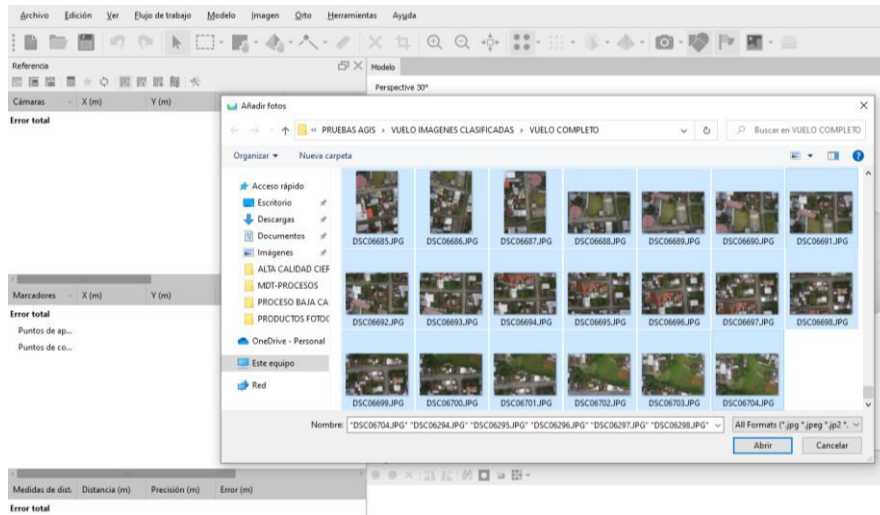 Archivo Edición Ver Flujo de trabajo Modelo Imagen Orto Herramientas Ayuda
Referencia
Modelo
Perspective 30°
Cámaras X (m) Y (m)
Error total
Añadir fotos
« PRUEBAS AGIS > VUELO IMAGENES CLASIFICADAS > VUELO COMPLETO
Buscar en VUELO COMPLETO
Organizar Nueva carpeta
Acceso rápido
Escritorio
Descargas
Documentos
Imágenes
ALTA CALIDAD CIEF
MDT-PROCESOS
PROCESO BAJA CA
PRODUCTOS FOTOC
OneDrive - Personal
Este equipo
Red
DSC06685.JPG DSC06686.JPG DSC06687.JPG DSC06688.JPG DSC06689.JPG DSC06690.JPG DSC06691.JPG
DSC06692.JPG DSC06693.JPG DSC06694.JPG DSC06695.JPG DSC06696.JPG DSC06697.JPG DSC06698.JPG
DSC06699.JPG DSC06700.JPG DSC06701.JPG DSC06702.JPG DSC06703.JPG DSC06704.JPG
Nombre: "DSC06704.JPG" "DSC06294.JPG" "DSC06295.JPG" "DSC06296.JPG" "DSC06297.JPG" "DSC06298.JPG"
All Formats (*.jpg *.jpeg *.jp2 *.
Abrir Cancelar
Marcadores X (m) Y (m)
Error total
Puntos de ap...
Puntos de co...
Medidas de dist: Distancia (m) Precisión (m) Error (m)
Error total